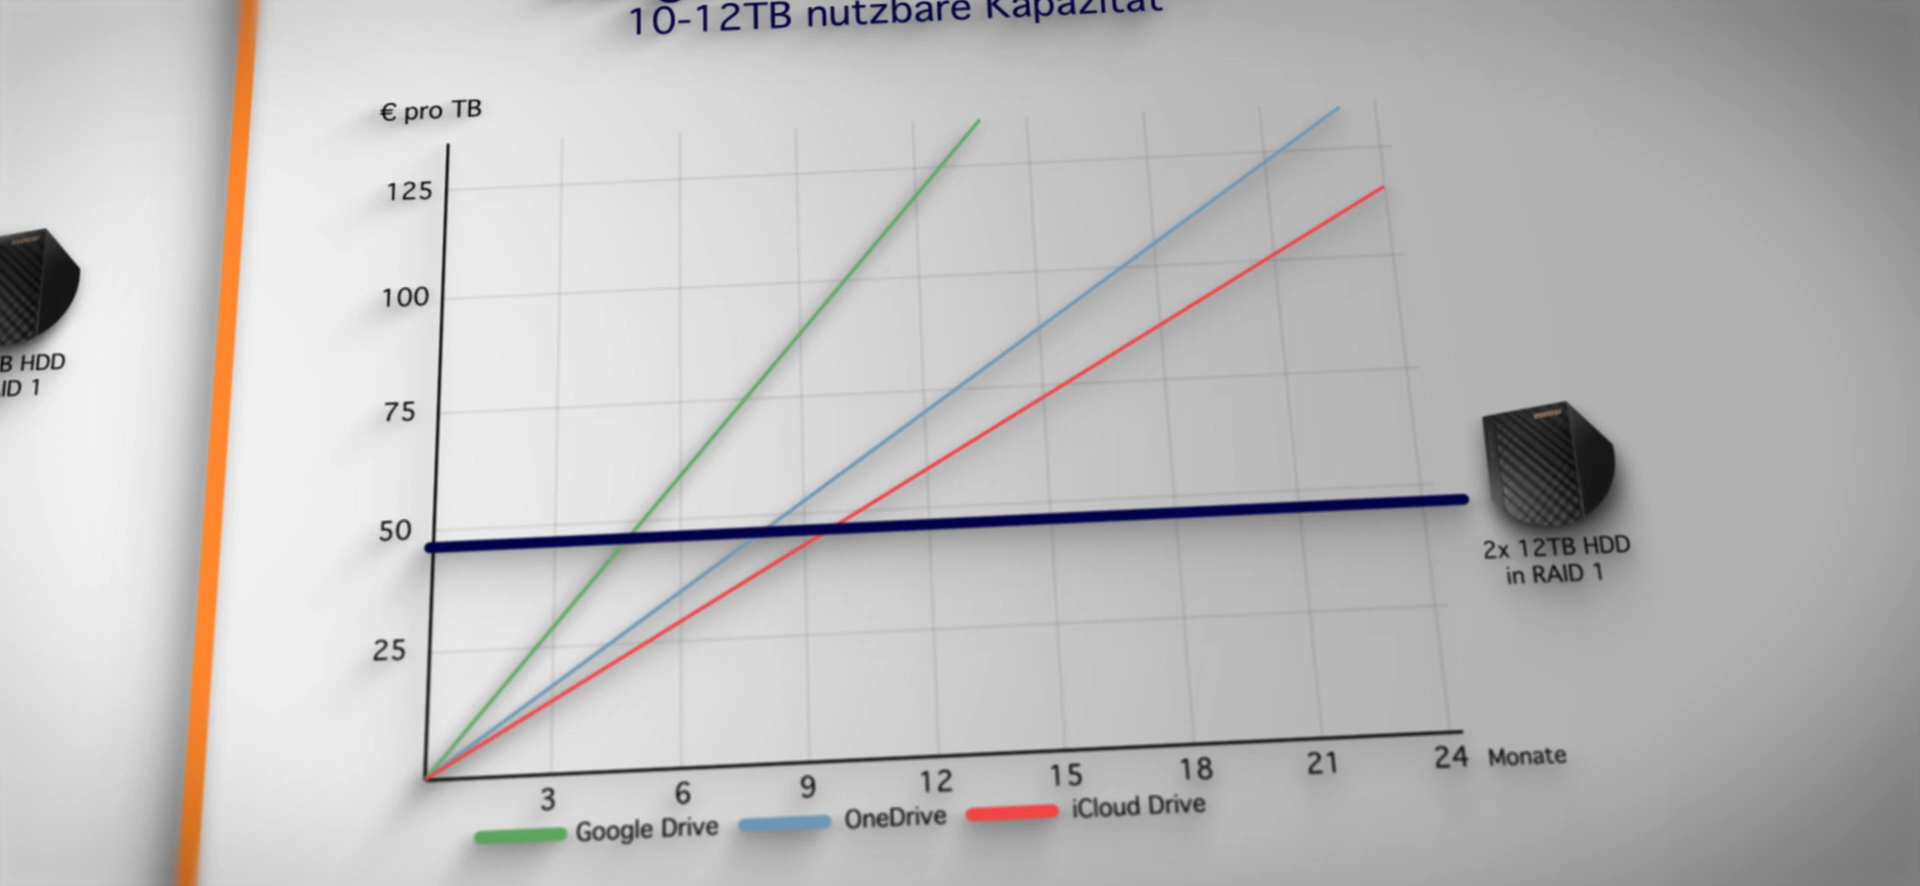 10-12TB nutzbare Kapazität
€ pro TB
125
100
75
50
25
3 6 9 12 15 18 21 24 Monate
Google Drive OneDrive iCloud Drive
B HDD
ID 1
2x 12TB HDD
in RAID 1